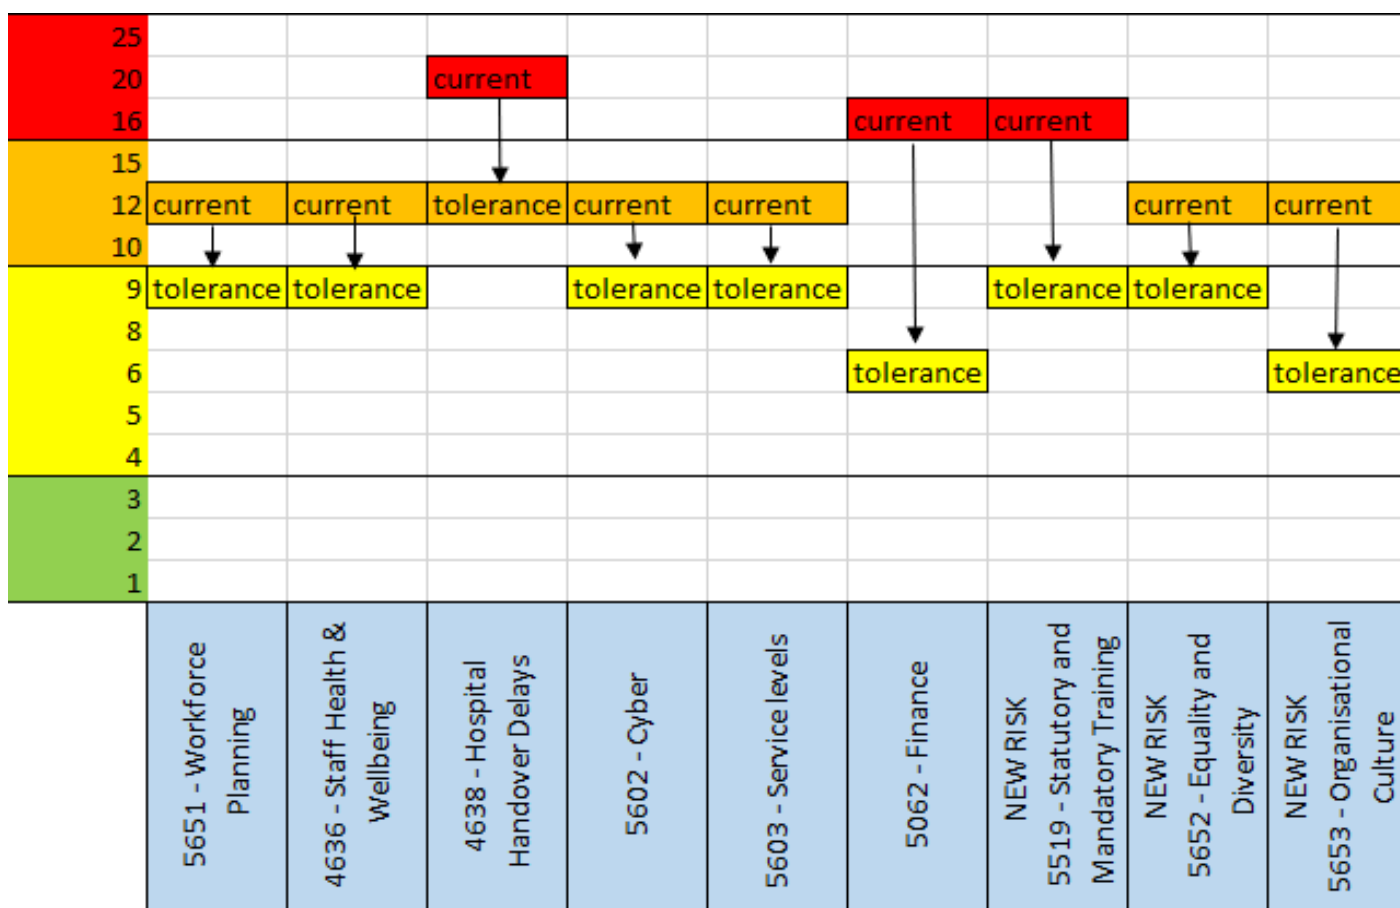 25
20 current
16 current current
15
12 current current tolerance current current current current
10
9 tolerance tolerance tolerance tolerance tolerance tolerance
8
6 tolerance tolerance
5
4
3
2
1
5651 - Workforce
Planning
4636 - Staff Health &
Wellbeing
4638 - Hospital
Handover Delays
5602 - Cyber
5603 - Service levels
5062 - Finance
NEW RISK
5519 - Statutory and
Mandatory Training
NEW RISK
5652 - Equality and
Diversity
NEW RISK
5653 - Organisational
Culture